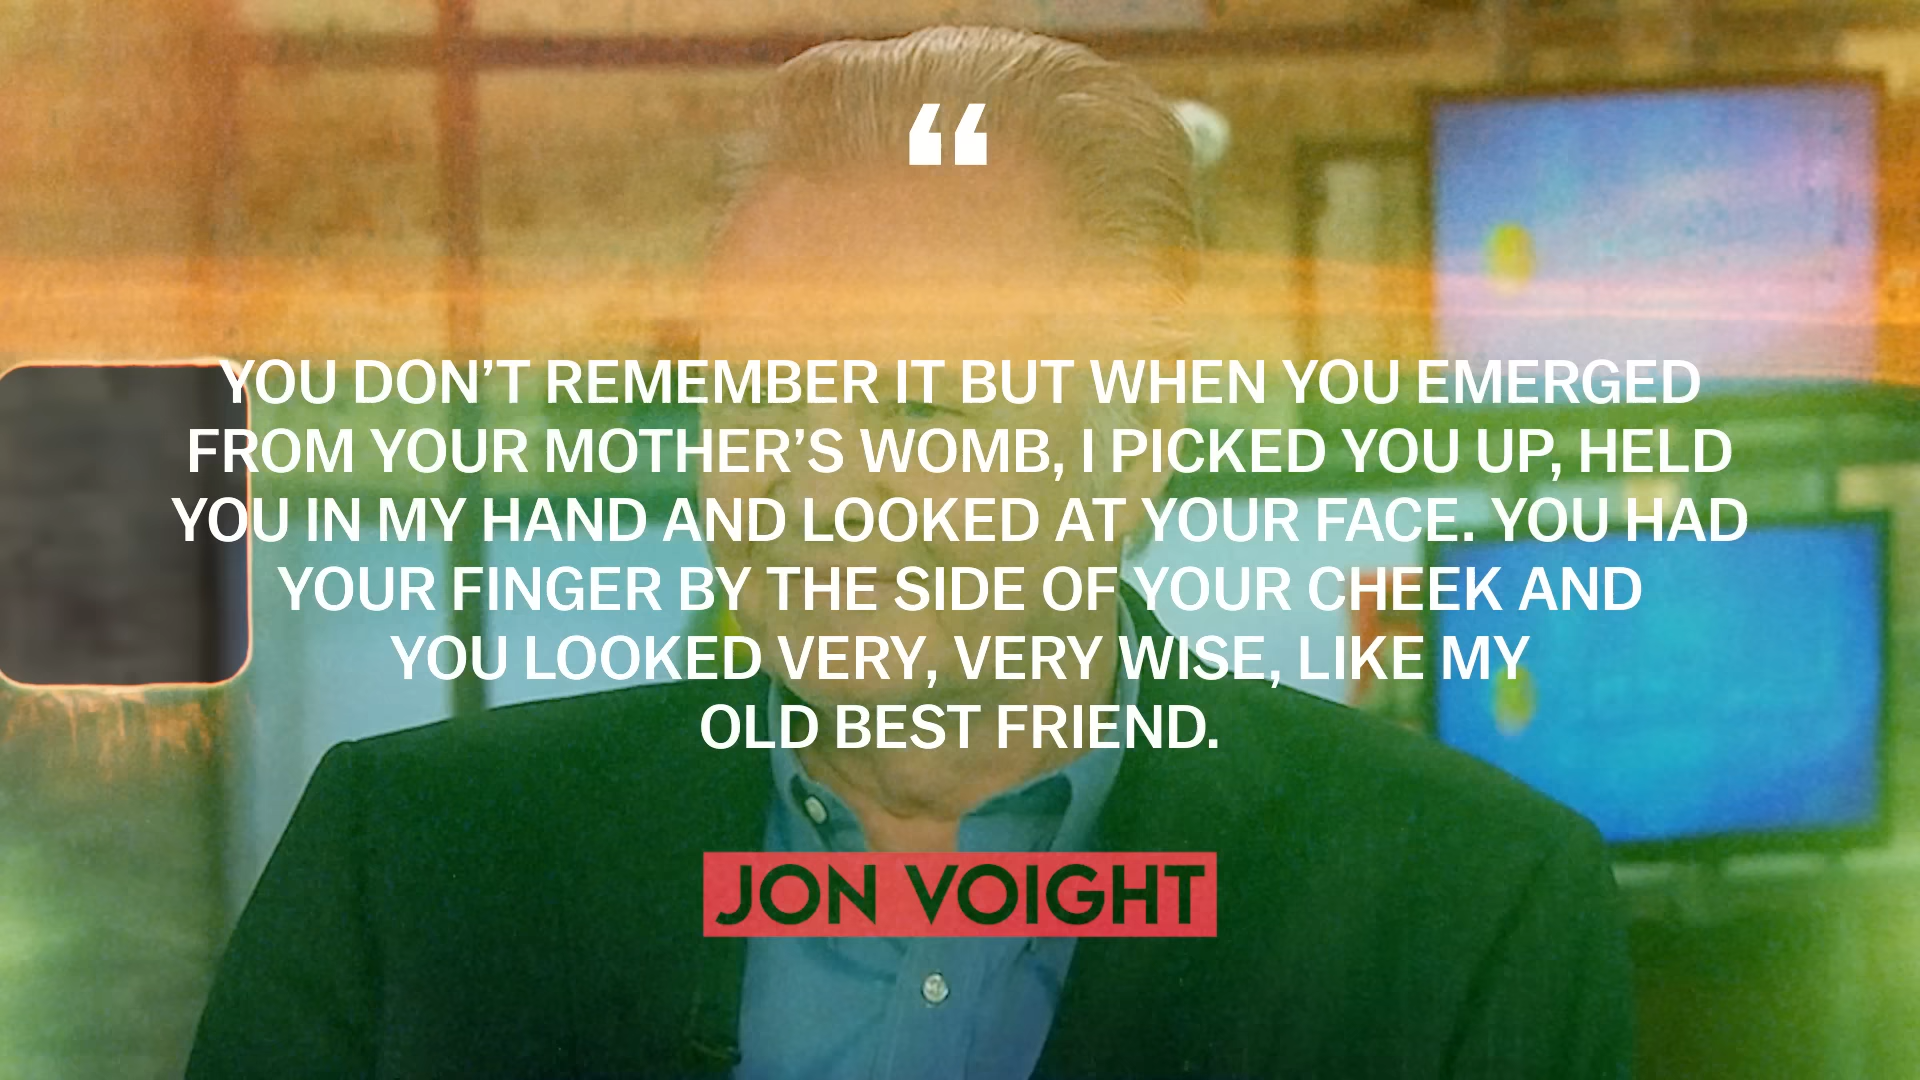 “
YOU DON’T REMEMBER IT BUT WHEN YOU EMERGED
FROM YOUR MOTHER’S WOMB, I PICKED YOU UP, HELD
YOU IN MY HAND AND LOOKED AT YOUR FACE. YOU HAD
YOUR FINGER BY THE SIDE OF YOUR CHEEK AND
YOU LOOKED VERY, VERY WISE, LIKE MY
OLD BEST FRIEND.
JON VOIGHT